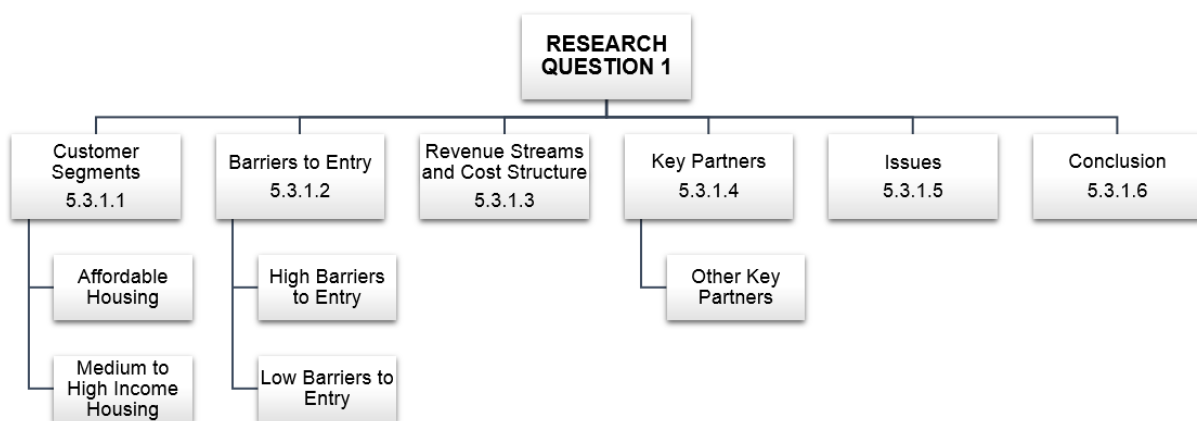 RESEARCH
QUESTION 1
Customer
Segments
5.3.1.1
Barriers to Entry
5.3.1.2
Revenue Streams
and Cost Structure
5.3.1.3
Key Partners
5.3.1.4
Issues
5.3.1.5
Conclusion
5.3.1.6
Affordable
Housing
High Barriers
to Entry
Other Key
Partners
Medium to
High Income
Housing
Low Barriers to
Entry